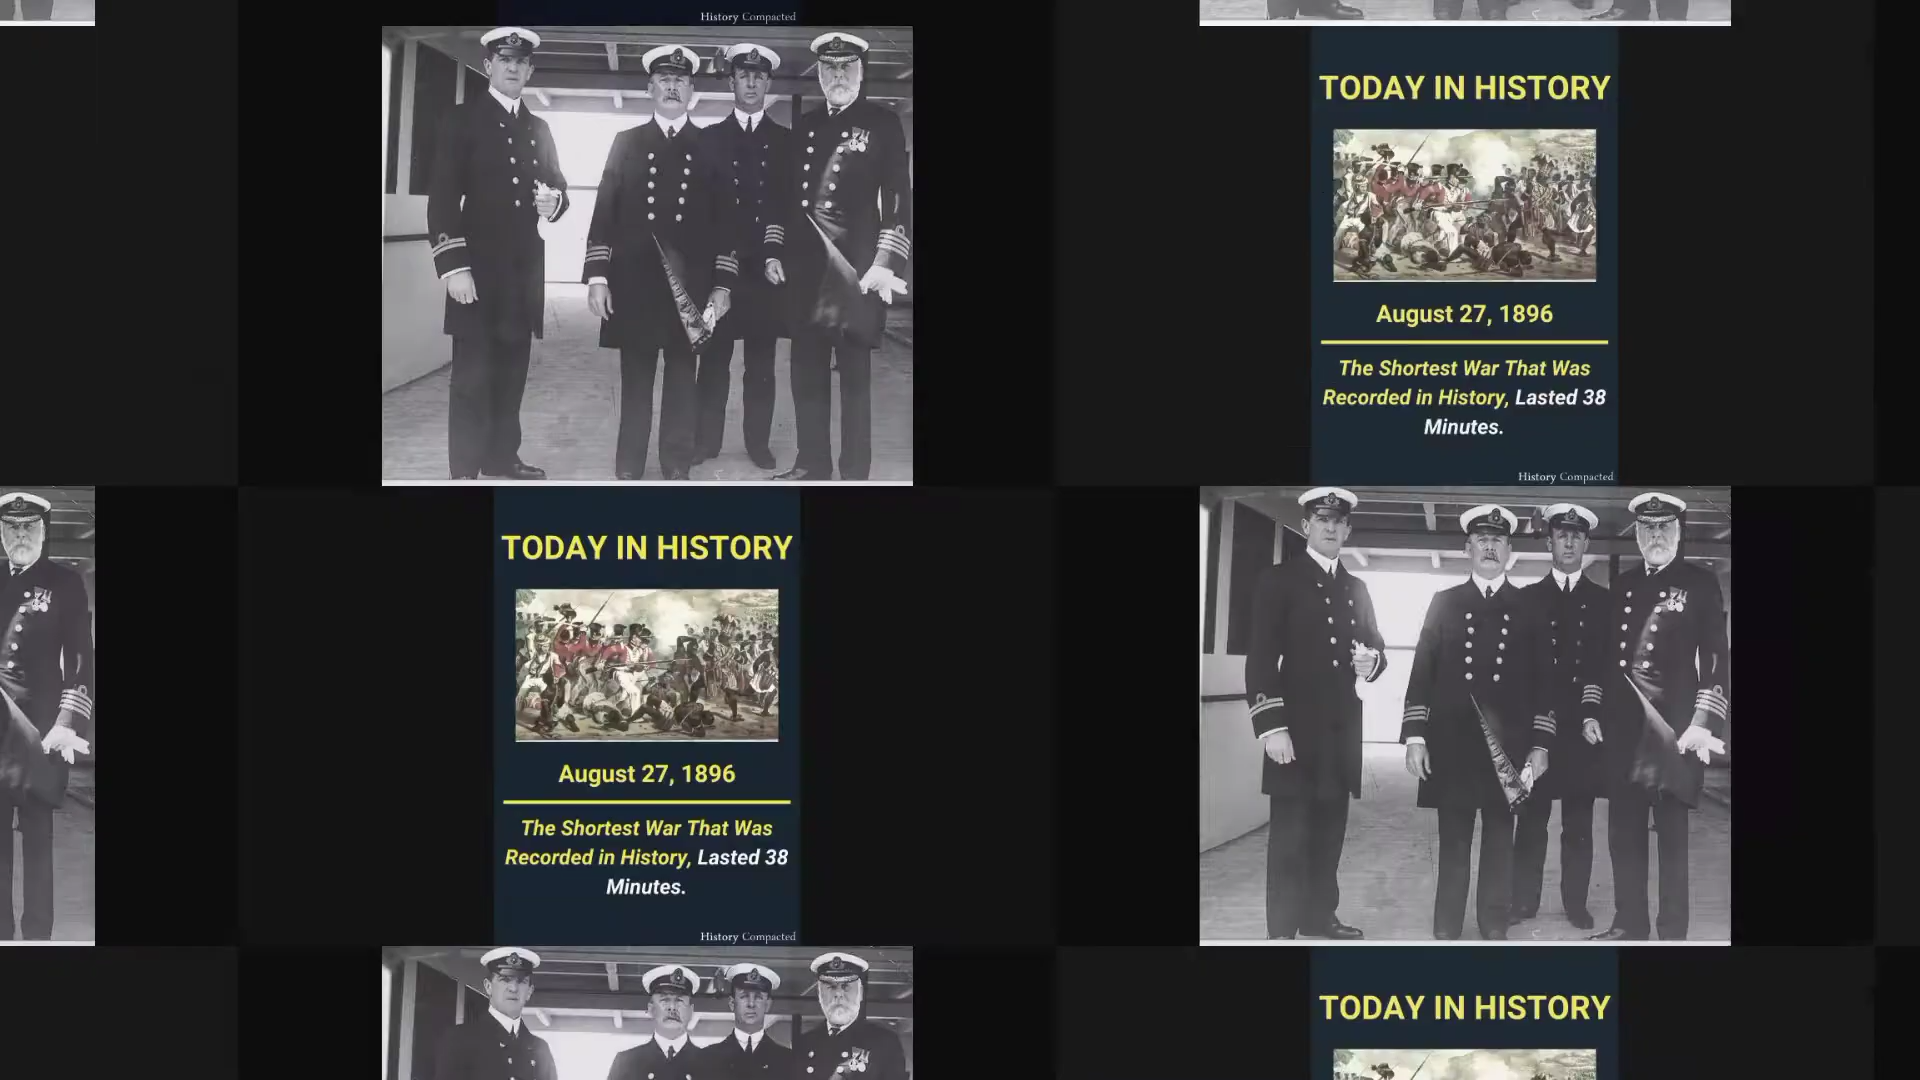 History Compacted
TODAY IN HISTORY
August 27, 1896
The Shortest War That Was
Recorded in History, Lasted 38
Minutes.
History Compacted
TODAY IN HISTORY
August 27, 1896
The Shortest War That Was
Recorded in History, Lasted 38
Minutes.
History Compacted
TODAY IN HISTORY